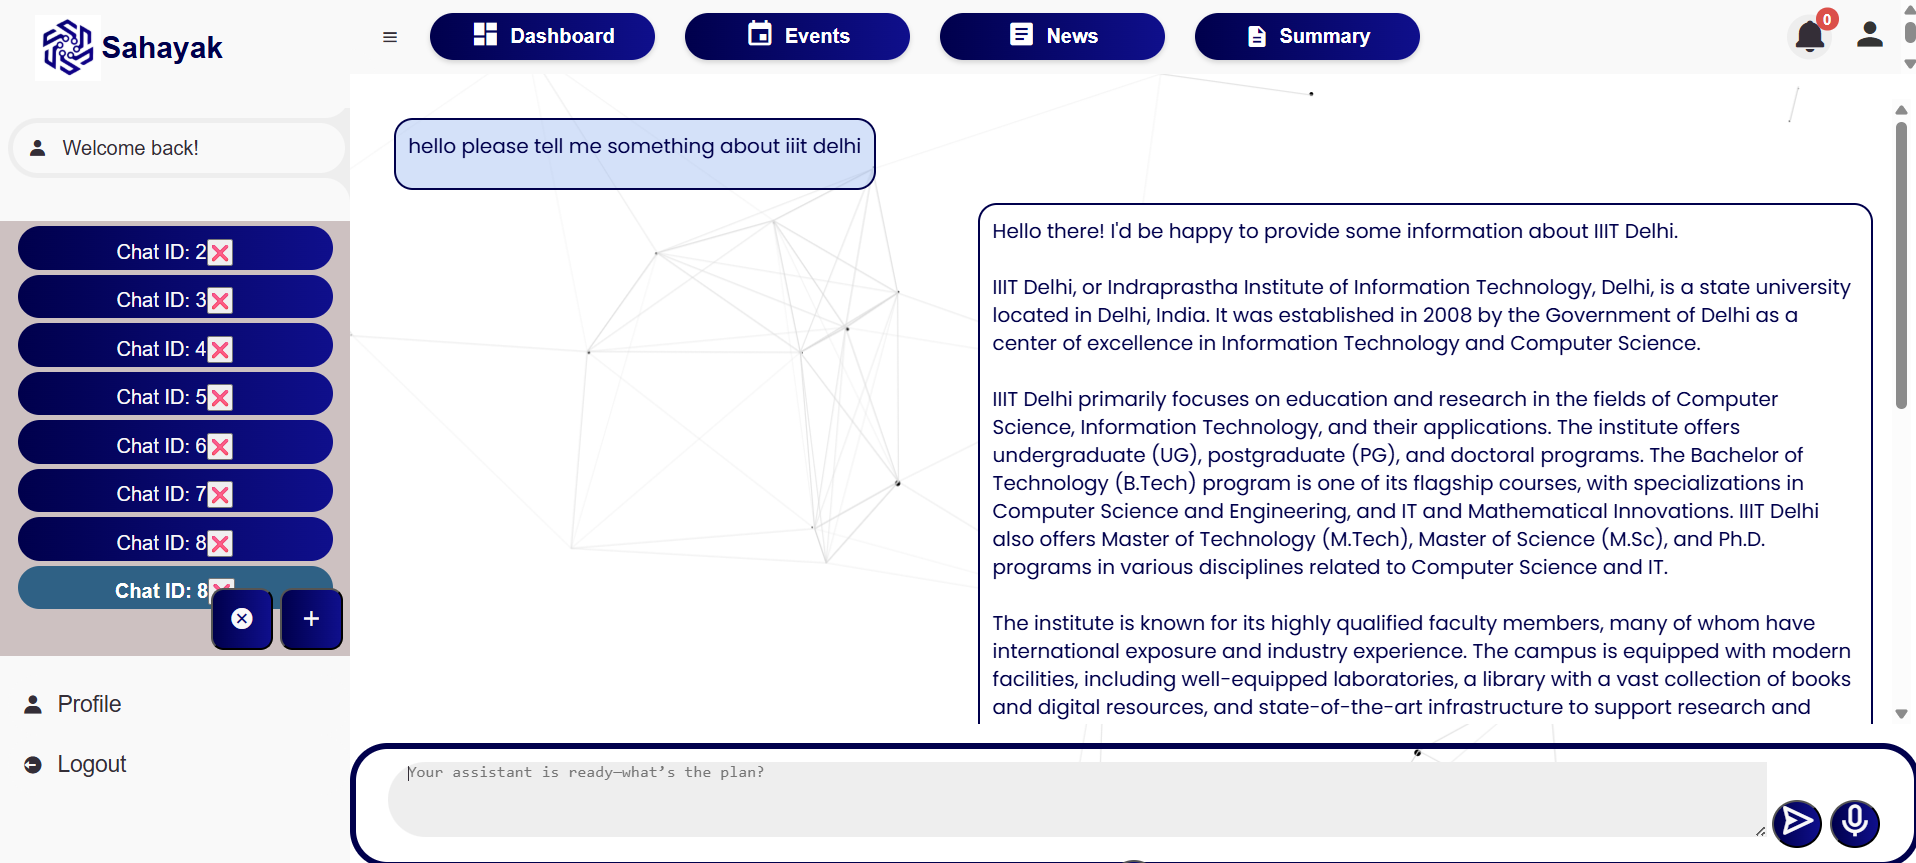 Sahayak
Dashboard
Events
News
Summary
0
Welcome back!
Chat ID: 2
Chat ID: 3
Chat ID: 4
Chat ID: 5
Chat ID: 6
Chat ID: 7
Chat ID: 8
Chat ID: 8
Profile
Logout
hello please tell me something about iiit delhi
Hello there! I'd be happy to provide some information about IIIT Delhi.
IIIT Delhi, or Indraprastha Institute of Information Technology, Delhi, is a state university
located in Delhi, India. It was established in 2008 by the Government of Delhi as a
center of excellence in Information Technology and Computer Science.
IIIT Delhi primarily focuses on education and research in the fields of Computer
Science, Information Technology, and their applications. The institute offers
undergraduate (UG), postgraduate (PG), and doctoral programs. The Bachelor of
Technology (B.Tech) program is one of its flagship courses, with specializations in
Computer Science and Engineering, and IT and Mathematical Innovations. IIIT Delhi
also offers Master of Technology (M.Tech), Master of Science (M.Sc), and Ph.D.
programs in various disciplines related to Computer Science and IT.
The institute is known for its highly qualified faculty members, many of whom have
international exposure and industry experience. The campus is equipped with modern
facilities, including well-equipped laboratories, a library with a vast collection of books
and digital resources, and state-of-the-art infrastructure to support research and
Your assistant is ready—what’s the plan?